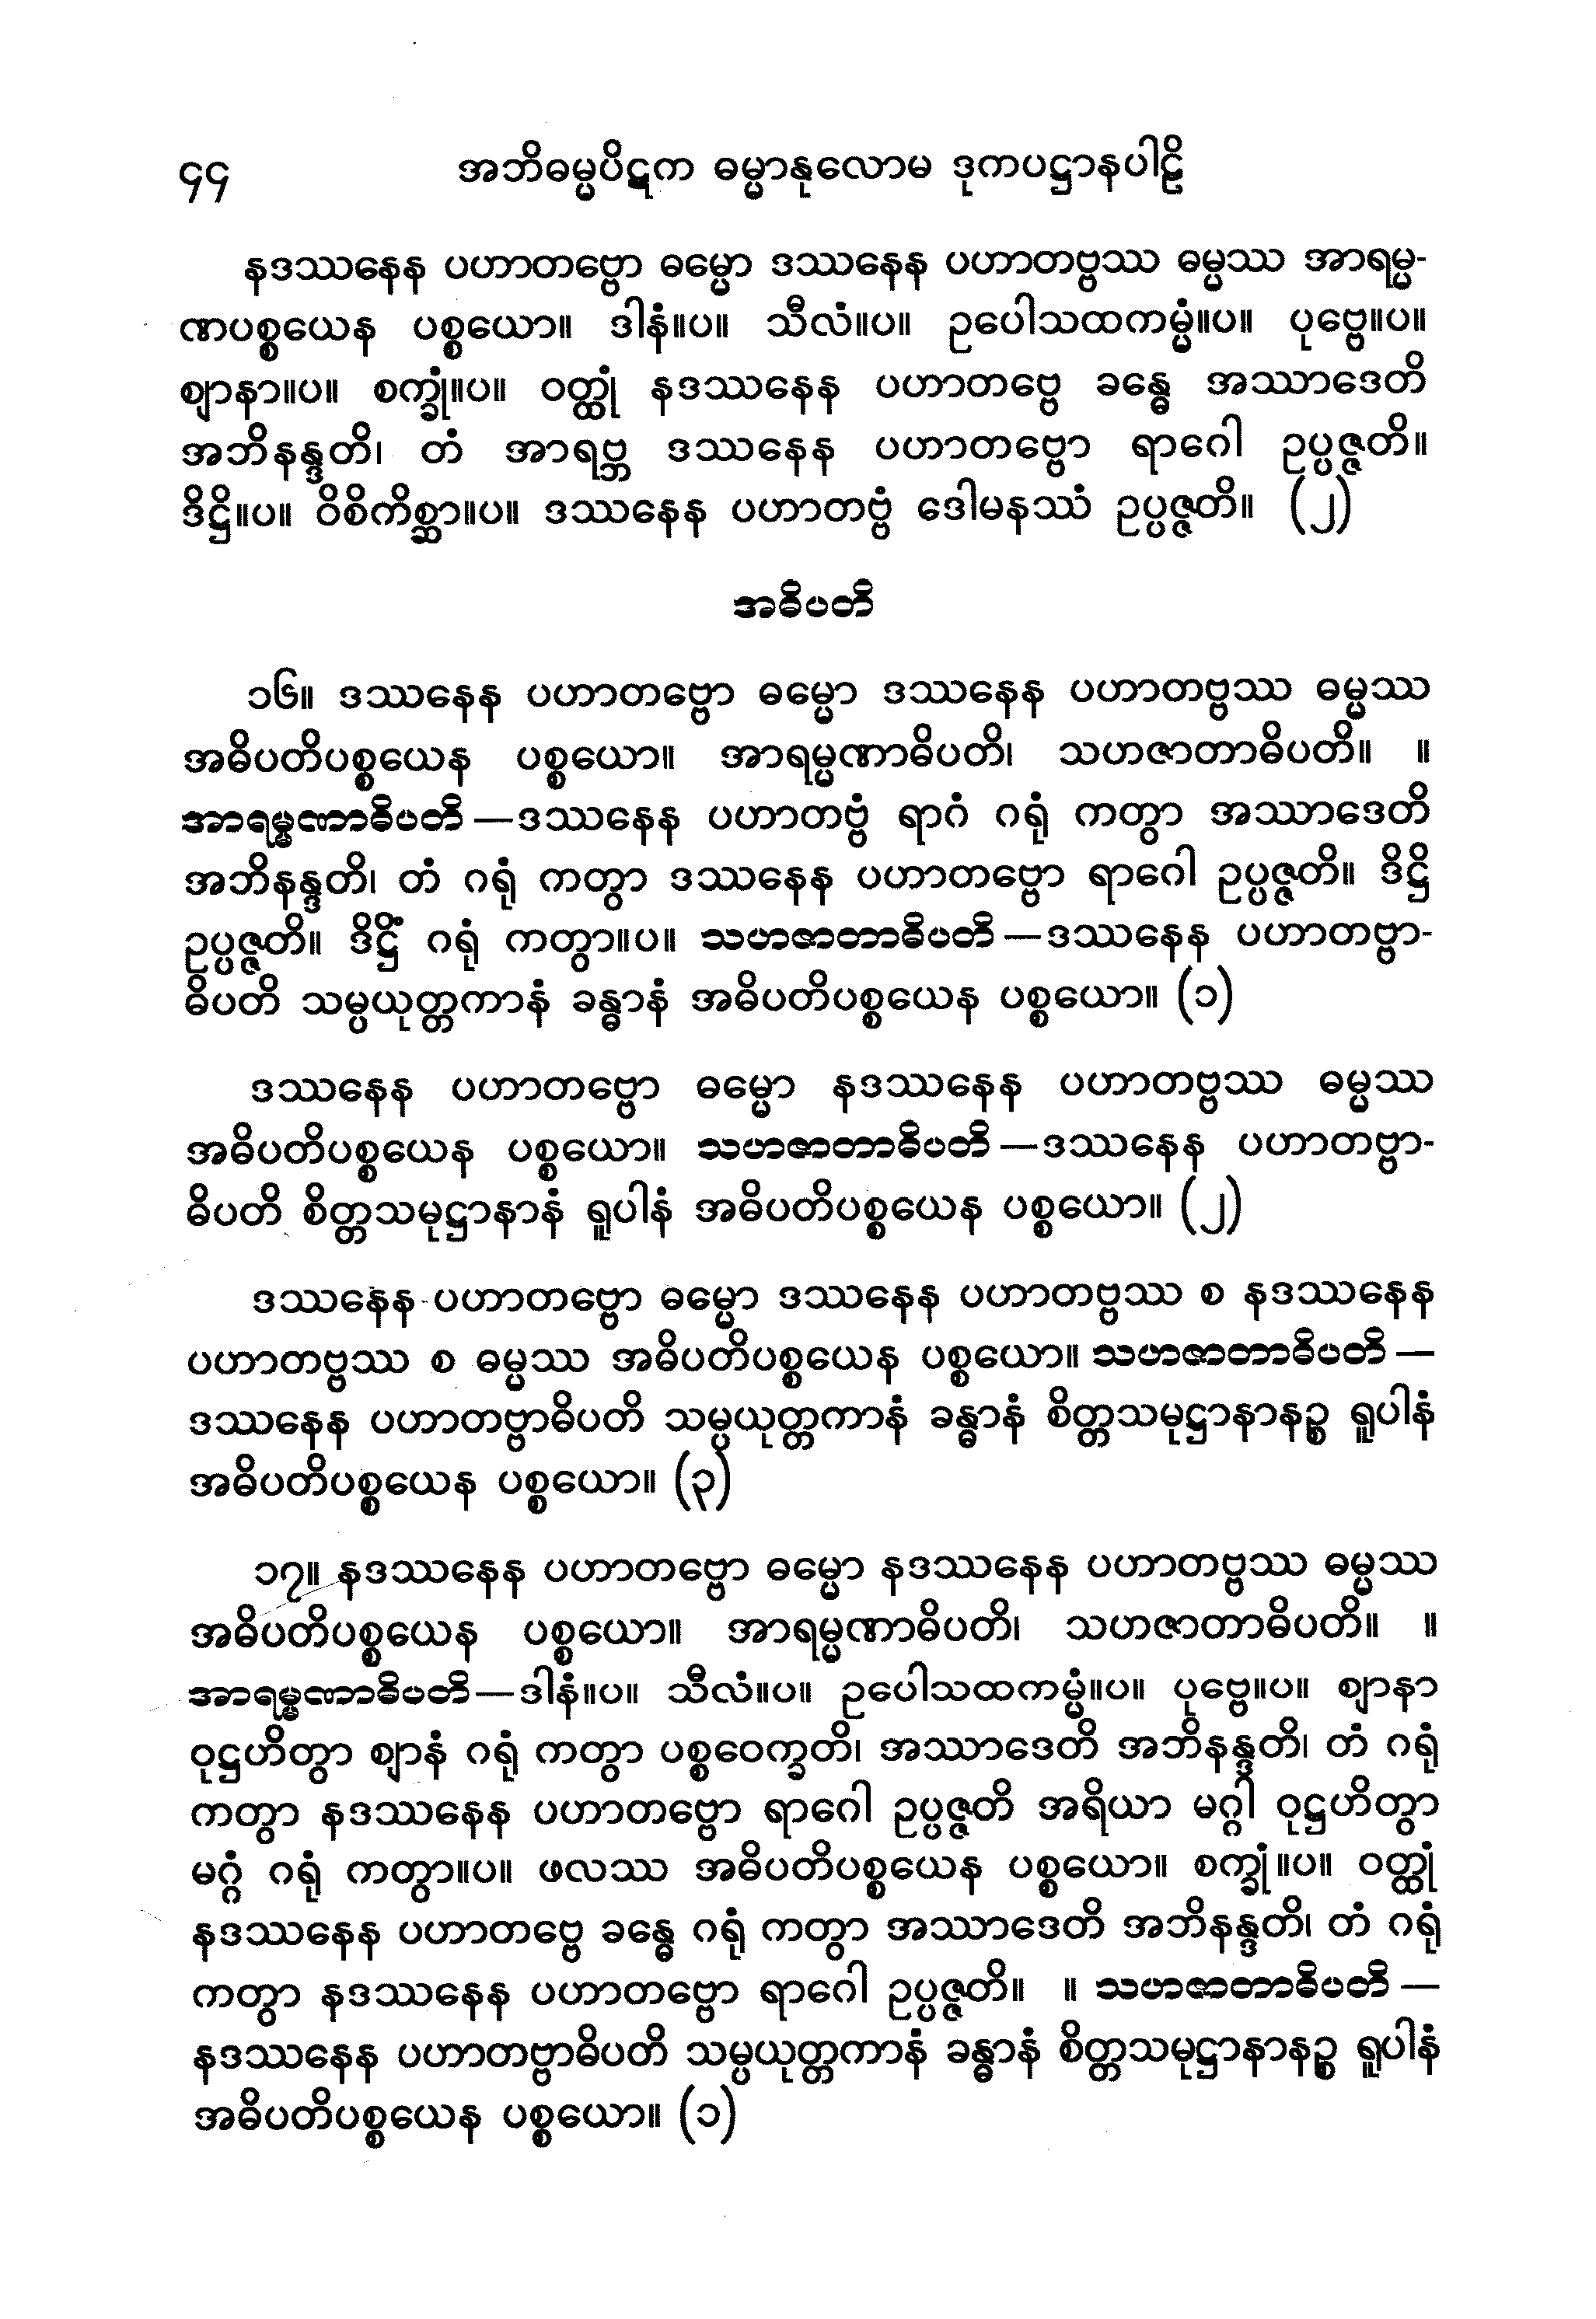 ၄၄ အဘိဓမ္မပိဋက ဓမ္မာနုလောမ ဒုကပဋ္ဌာနပါဠိ
နဒဿနေန ပဟာတဗ္ဗော ဓမ္မော ဒဿနေန ပဟာတဗ္ဗဿ ဓမ္မဿ အာရမ္မ-
ဏပစ္စယေန ပစ္စယော။ ဒါနံ။ပ။ သီလံ။ပ။ ဥပေါသထကမ္မံ။ပ။ ပုဗ္ဗေ။ပ။
ဈာနာ။ပ။ စက္ခုံ။ပ။ ဝတ္ထုံ နဒဿနေန ပဟာတဗ္ဗေ ခန္ဓေ အဿာဒေတိ
အဘိနန္ဒတိ၊ တံ အာရဗ္ဘ ဒဿနေန ပဟာတဗ္ဗော ရာဂေါ ဥပ္ပဇ္ဇတိ။
ဒိဋ္ဌိ။ပ။ ဝိစိကိစ္ဆာ။ပ။ ဒဿနေန ပဟာတဗ္ဗံ ဒေါမနဿံ ဥပ္ပဇ္ဇတိ။ (၂)
အဓိပတိ
၁၆။ ဒဿနေန ပဟာတဗ္ဗော ဓမ္မော ဒဿနေန ပဟာတဗ္ဗဿ ဓမ္မဿ
အဓိပတိပစ္စယေန ပစ္စယော။ အာရမ္မဏာဓိပတိ၊ သဟဇာတာဓိပတိ။ ။
အာရမ္မဏာဓိပတိ—ဒဿနေန ပဟာတဗ္ဗံ ရာဂံ ဂရုံ ကတွာ အဿာဒေတိ
အဘိနန္ဒတိ၊ တံ ဂရုံ ကတွာ ဒဿနေန ပဟာတဗ္ဗော ရာဂေါ ဥပ္ပဇ္ဇတိ။ ဒိဋ္ဌိ
ဥပ္ပဇ္ဇတိ။ ဒိဋ္ဌိံ ဂရုံ ကတွာ။ပ။ သဟဇာတာဓိပတိ—ဒဿနေန ပဟာတဗ္ဗာ-
ဓိပတိ သမ္ပယုတ္တကာနံ ခန္ဓာနံ အဓိပတိပစ္စယေန ပစ္စယော။ (၁)
ဒဿနေန ပဟာတဗ္ဗော ဓမ္မော နဒဿနေန ပဟာတဗ္ဗဿ ဓမ္မဿ
အဓိပတိပစ္စယေန ပစ္စယော။ သဟဇာတာဓိပတိ—ဒဿနေန ပဟာတဗ္ဗာ-
ဓိပတိ စိတ္တသမုဋ္ဌာနာနံ ရူပါနံ အဓိပတိပစ္စယေန ပစ္စယော။ (၂)
ဒဿနေန ပဟာတဗ္ဗော ဓမ္မော ဒဿနေန ပဟာတဗ္ဗဿ စ နဒဿနေန
ပဟာတဗ္ဗဿ စ ဓမ္မဿ အဓိပတိပစ္စယေန ပစ္စယော။ သဟဇာတာဓိပတိ—
ဒဿနေန ပဟာတဗ္ဗာဓိပတိ သမ္ပယုတ္တကာနံ ခန္ဓာနံ စိတ္တသမုဋ္ဌာနာနဉ္စ ရူပါနံ
အဓိပတိပစ္စယေန ပစ္စယော။ (၃)
၁၇။ နဒဿနေန ပဟာတဗ္ဗော ဓမ္မော နဒဿနေန ပဟာတဗ္ဗဿ ဓမ္မဿ
အဓိပတိပစ္စယေန ပစ္စယော။ အာရမ္မဏာဓိပတိ၊ သဟဇာတာဓိပတိ။ ။
အာရမ္မဏာဓိပတိ—ဒါနံ။ပ။ သီလံ။ပ။ ဥပေါသထကမ္မံ။ပ။ ပုဗ္ဗေ။ပ။ ဈာနာ
ဝုဋ္ဌဟိတွာ ဈာနံ ဂရုံ ကတွာ ပစ္စဝေက္ခတိ၊ အဿာဒေတိ အဘိနန္ဒတိ၊ တံ ဂရုံ
ကတွာ နဒဿနေန ပဟာတဗ္ဗော ရာဂေါ ဥပ္ပဇ္ဇတိ အရိယာ မဂ္ဂါ ဝုဋ္ဌဟိတွာ
မဂ္ဂံ ဂရုံ ကတွာ။ပ။ ဖလဿ အဓိပတိပစ္စယေန ပစ္စယော။ စက္ခုံ။ပ။ ဝတ္ထုံ
နဒဿနေန ပဟာတဗ္ဗေ ခန္ဓေ ဂရုံ ကတွာ အဿာဒေတိ အဘိနန္ဒတိ၊ တံ ဂရုံ
ကတွာ နဒဿနေန ပဟာတဗ္ဗော ရာဂေါ ဥပ္ပဇ္ဇတိ။ ။ သဟဇာတာဓိပတိ—
နဒဿနေန ပဟာတဗ္ဗာဓိပတိ သမ္ပယုတ္တကာနံ ခန္ဓာနံ စိတ္တသမုဋ္ဌာနာနဉ္စ ရူပါနံ
အဓိပတိပစ္စယေန ပစ္စယော။ (၁)